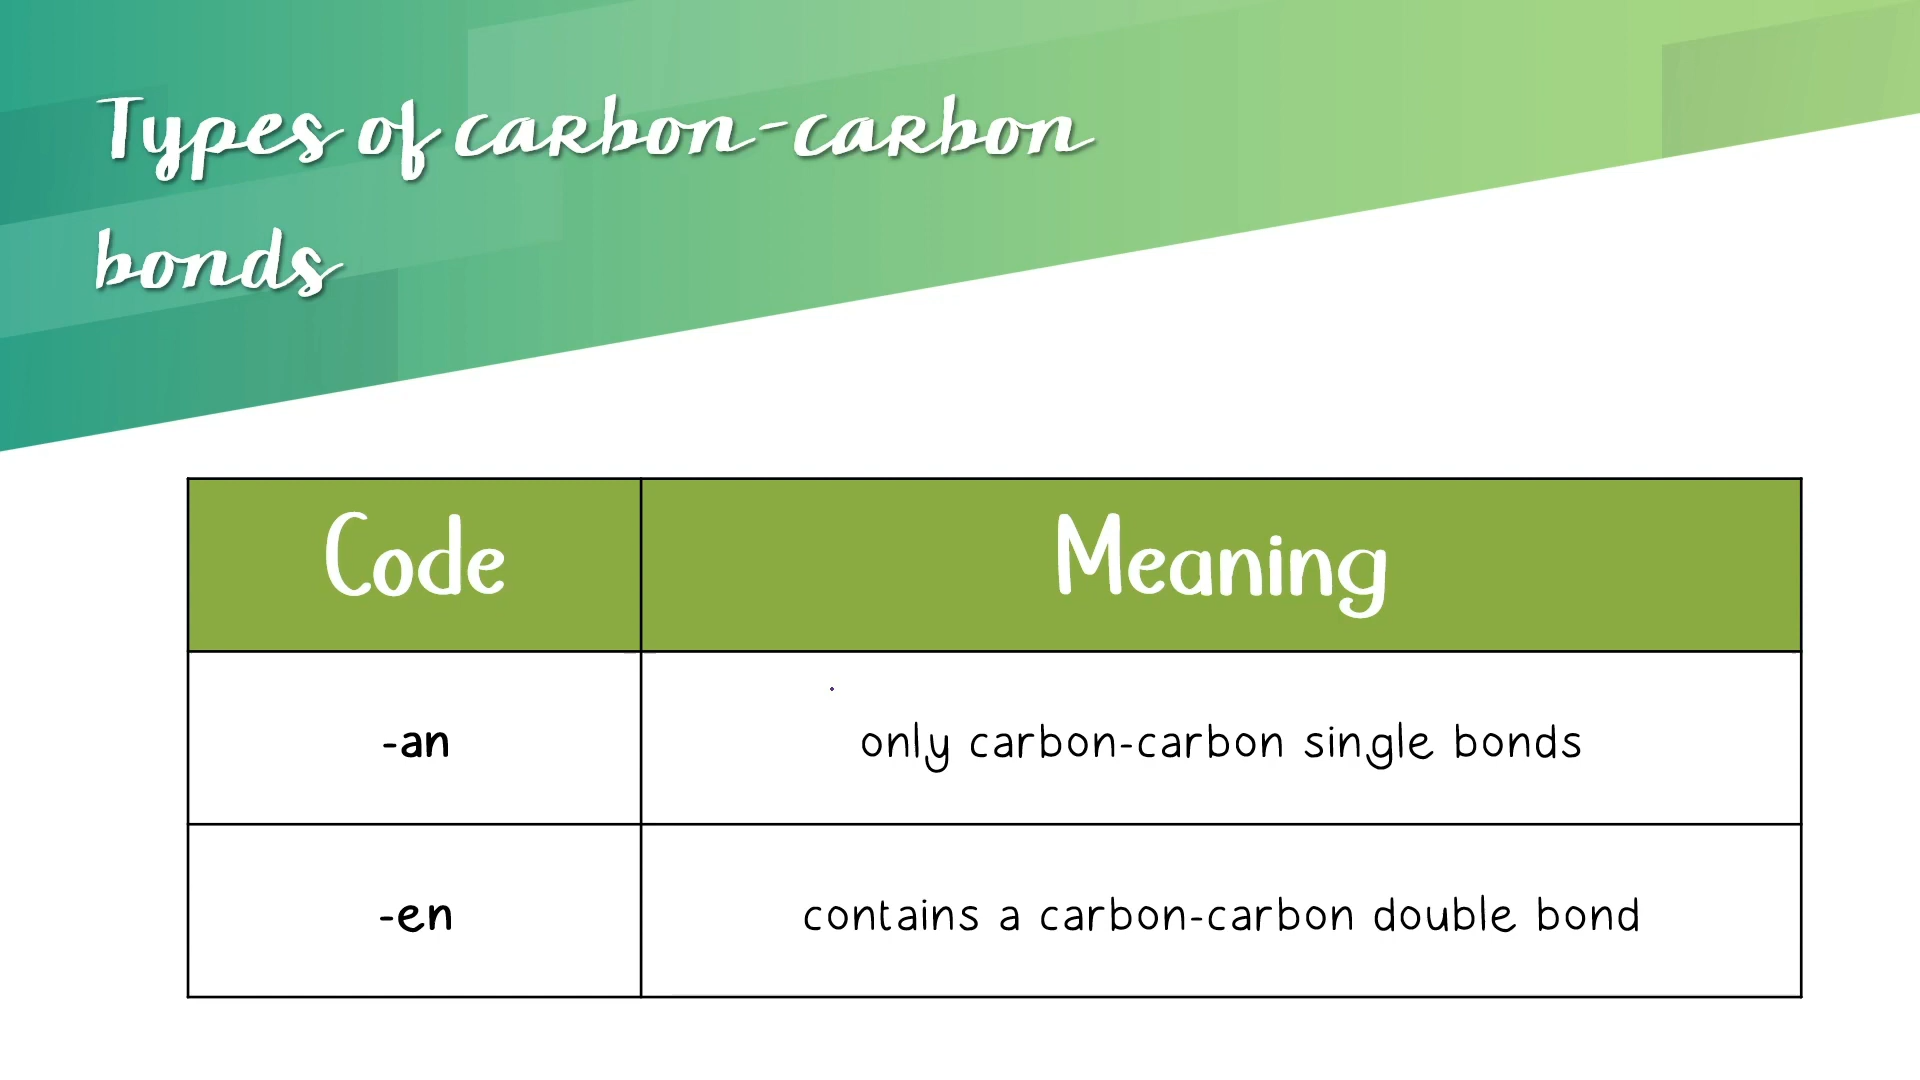 Types of carbon-carbon
bonds
Code
Meaning
-an
only carbon-carbon single bonds
-en
contains a carbon-carbon double bond